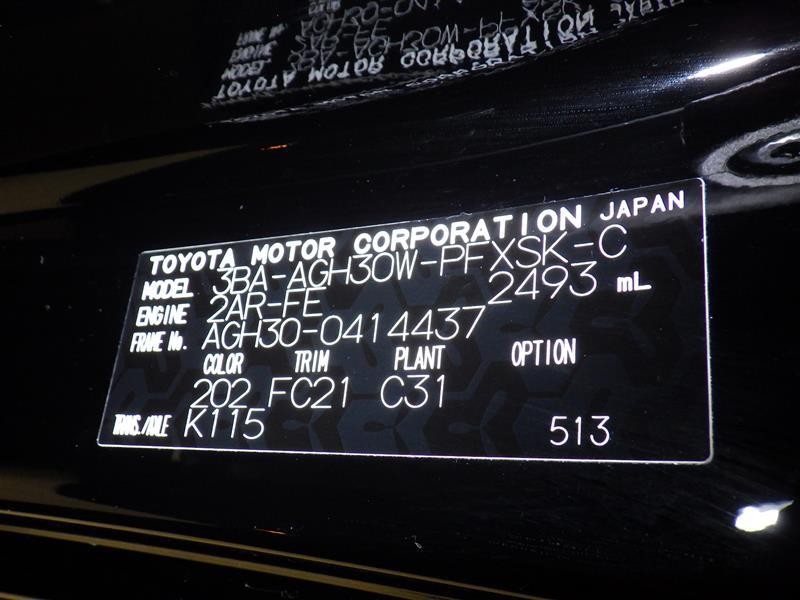 TOYOTA MOTOR CORPORATION JAPAN
MODEL 3BA-AGH30W-PFXSK-C
ENGINE 2AR-FE 2493 mL
FRAME No. AGH30-0414437
COLOR TRIM PLANT OPTION
202 FC21 C31
TRANS./AXLE K115 513